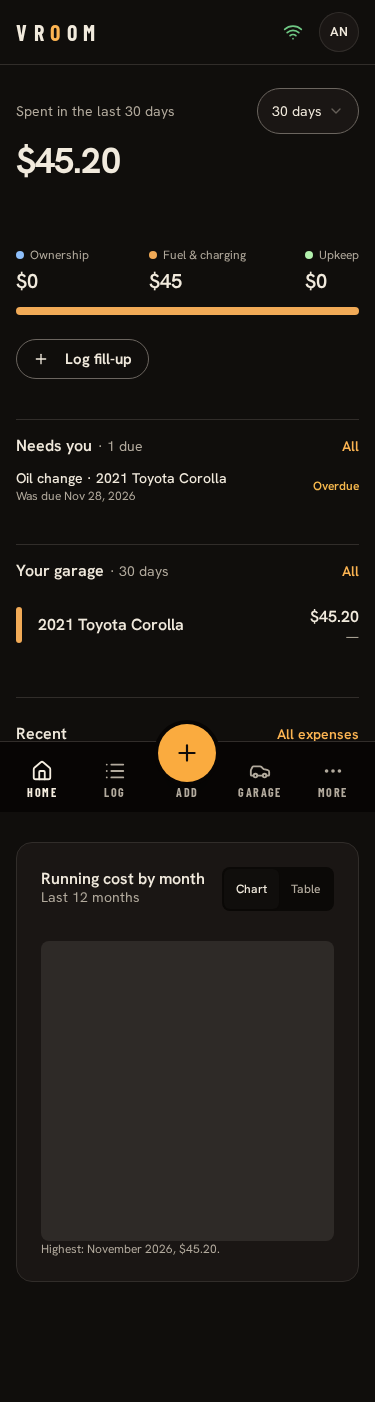 VROOM
AN
Spent in the last 30 days
30 days
$45.20
Ownership
Fuel & charging
Upkeep
$0
$45
$0
Log fill-up
Needs you · 1 due
All
Oil change · 2021 Toyota Corolla
Was due Nov 28, 2026
Overdue
Your garage · 30 days
All
2021 Toyota Corolla
$45.20
—
Recent
All expenses
HOME
LOG
ADD
GARAGE
MORE
Running cost by month
Last 12 months
Chart
Table
Highest: November 2026, $45.20.